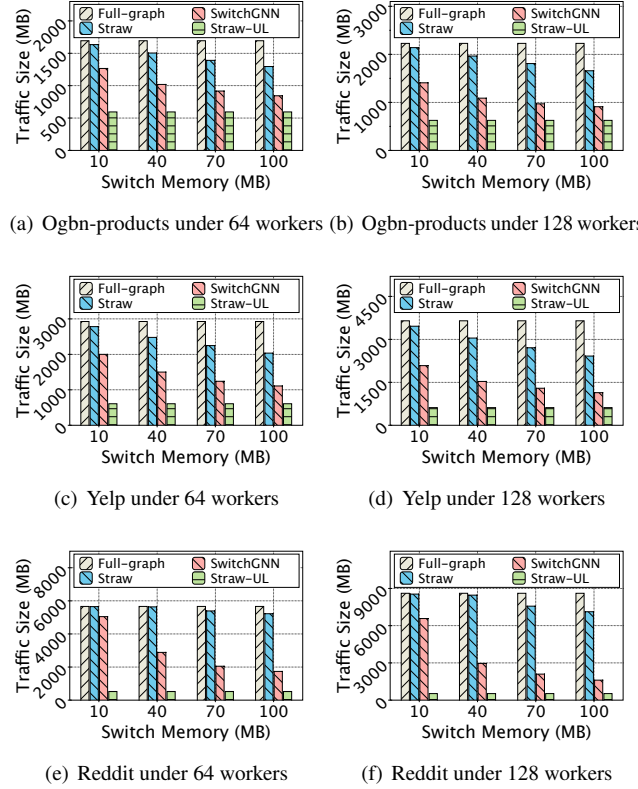 Full-graph SwitchGNN
Straw Straw-UL
Traffic Size (MB)
2000
1500
1000
500
0
10 40 70 100
Switch Memory (MB)
Full-graph SwitchGNN
Straw Straw-UL
Traffic Size (MB)
3000
2000
1000
0
10 40 70 100
Switch Memory (MB)
(a) Ogbn-products under 64 workers (b) Ogbn-products under 128 workers
Full-graph SwitchGNN
Straw Straw-UL
Traffic Size (MB)
3000
2000
1000
0
10 40 70 100
Switch Memory (MB)
Full-graph SwitchGNN
Straw Straw-UL
Traffic Size (MB)
4500
3000
1500
0
10 40 70 100
Switch Memory (MB)
(c) Yelp under 64 workers
(d) Yelp under 128 workers
Full-graph SwitchGNN
Straw Straw-UL
Traffic Size (MB)
8000
6000
4000
2000
0
10 40 70 100
Switch Memory (MB)
Full-graph SwitchGNN
Straw Straw-UL
Traffic Size (MB)
9000
6000
3000
0
10 40 70 100
Switch Memory (MB)
(e) Reddit under 64 workers
(f) Reddit under 128 workers